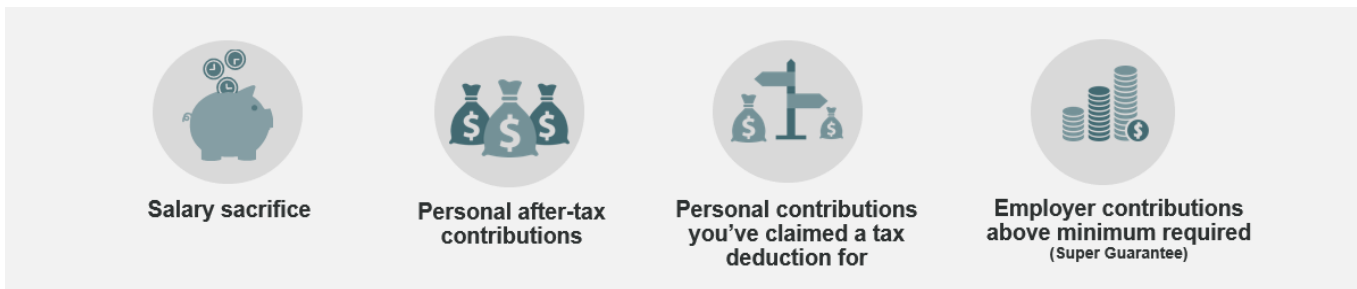 $ $ $
$ $
$
Salary sacrifice
Personal after-tax
contributions
Personal contributions
you’ve claimed a tax
deduction for
Employer contributions
above minimum required
(Super Guarantee)